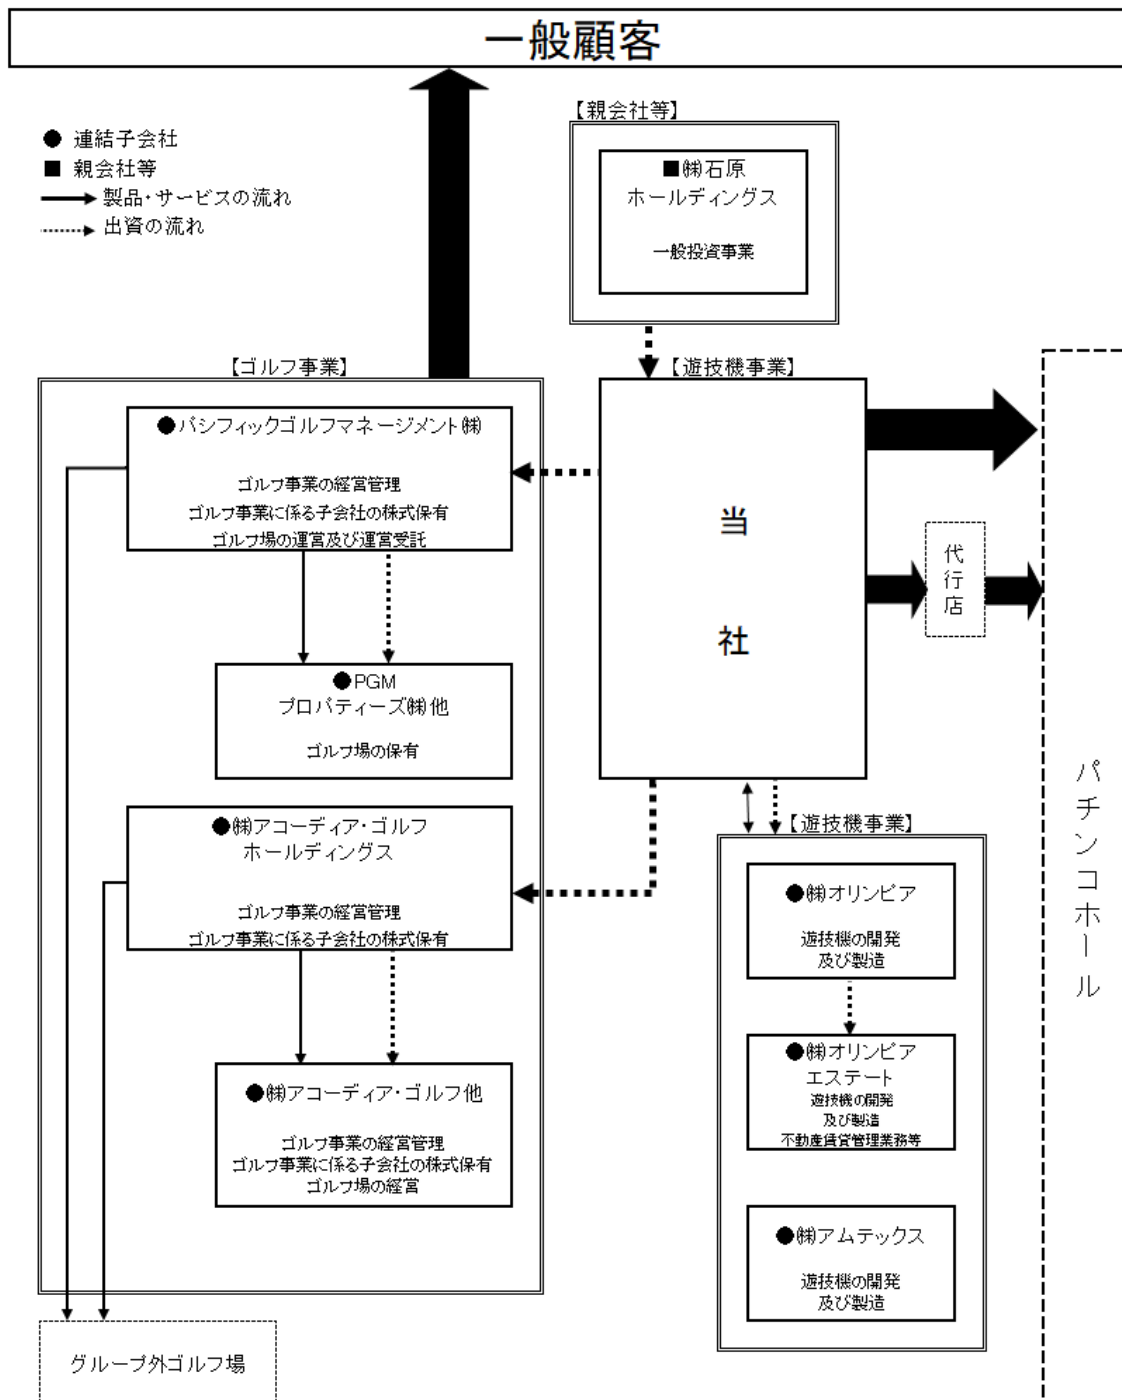 一般顧客
● 連結子会社
■ 親会社等
製品・サービスの流れ
出資の流れ
【親会社等】
■㈱石原
ホールディングス
一般投資事業
【ゴルフ事業】
●パシフィックゴルフマネージメント㈱
ゴルフ事業の経営管理
ゴルフ事業に係る子会社の株式保有
ゴルフ場の運営及び運営受託
●PGM
プロパティーズ㈱他
ゴルフ場の保有
●㈱アコーディア・ゴルフ
ホールディングス
ゴルフ事業の経営管理
ゴルフ事業に係る子会社の株式保有
●㈱アコーディア・ゴルフ他
ゴルフ事業の経営管理
ゴルフ事業に係る子会社の株式保有
ゴルフ場の経営
グループ外ゴルフ場
【遊技機事業】
当
社
代行店
【遊技機事業】
●㈱オリンピア
遊技機の開発
及び製造
●㈱オリンピア
エステート
遊技機の開発
及び製造
不動産賃貸管理業務等
●㈱アムテックス
遊技機の開発
及び製造
パチンコホール